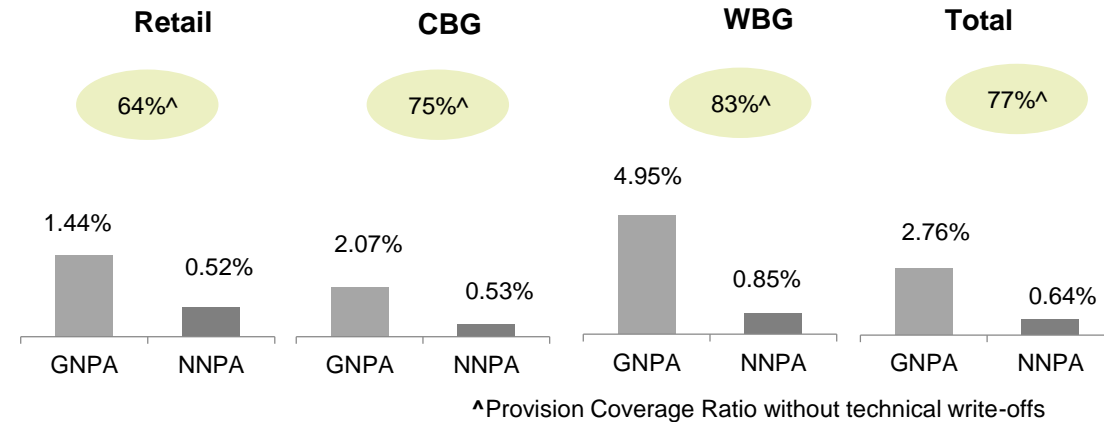 Retail
64%^
1.44%
0.52%
GNPA NNPA
CBG
75%^
2.07%
0.53%
GNPA NNPA
WBG
83%^
4.95%
0.85%
GNPA NNPA
Total
77%^
2.76%
0.64%
GNPA NNPA
^Provision Coverage Ratio without technical write-offs